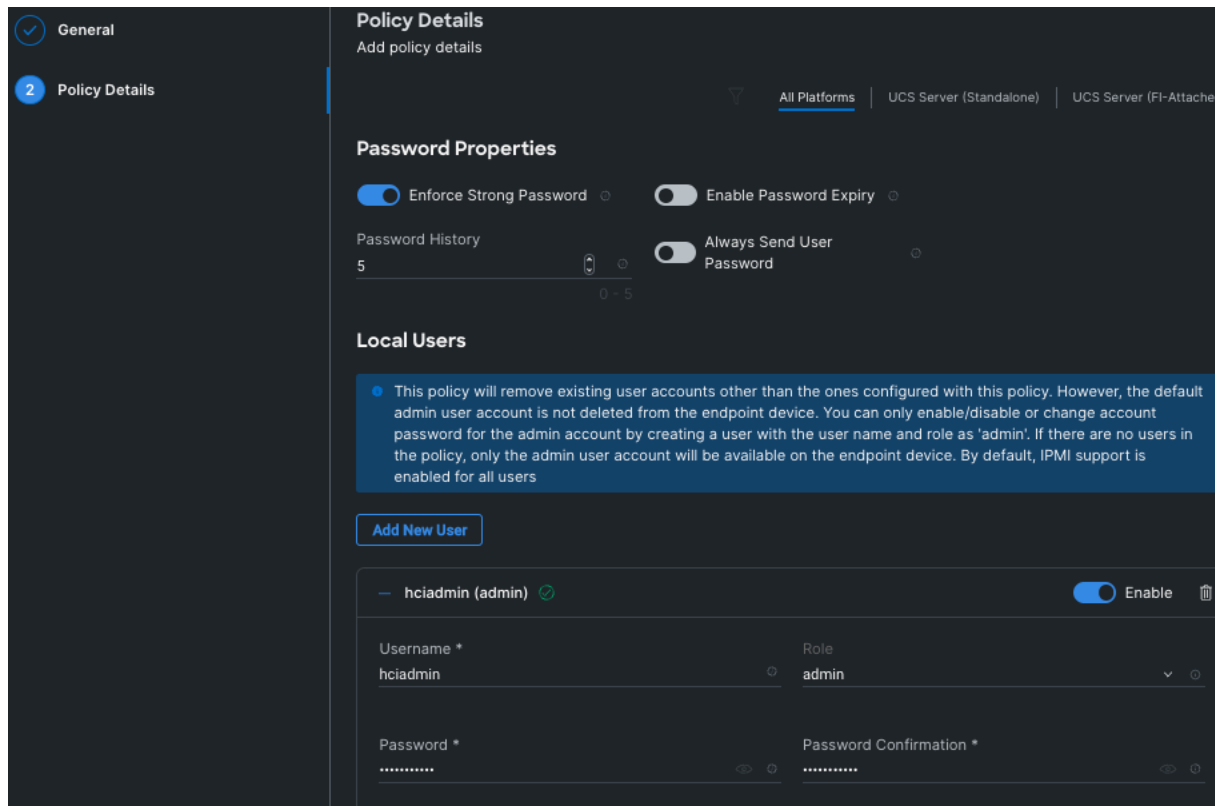 General
2
Policy Details
Policy Details
Add policy details
All Platforms
UCS Server (Standalone)
UCS Server (FI-Attache
Password Properties
Enforce Strong Password
Enable Password Expiry
Password History
5
0 - 5
Always Send User
Password
Local Users
This policy will remove existing user accounts other than the ones configured with this policy. However, the default
admin user account is not deleted from the endpoint device. You can only enable/disable or change account
password for the admin account by creating a user with the user name and role as 'admin'. If there are no users in
the policy, only the admin user account will be available on the endpoint device. By default, IPMI support is
enabled for all users
Add New User
hciadmin (admin)
Enable
Username *
hciadmin
Role
admin
Password *
•••••••••••
Password Confirmation *
•••••••••••